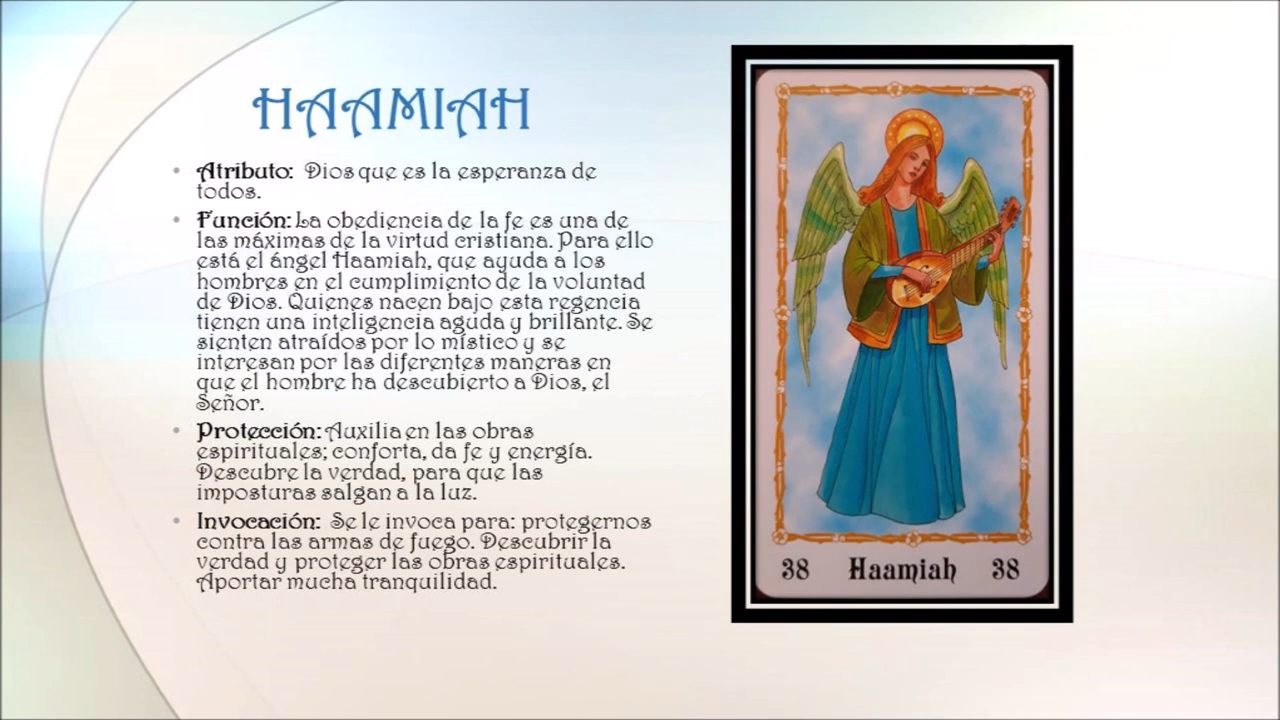 HAAMIAH
• Atributo: Dios que es la esperanza de
todos.
• Función: La obediencia de la fe es una de
las máximas de la virtud cristiana. Para ello
está el ángel Haamiah, que ayuda a los
hombres en el cumplimiento de la voluntad
de Dios. Quienes nacen bajo esta regencia
tienen una inteligencia aguda y brillante. Se
sienten atraídos por lo místico y se
interesan por las diferentes maneras en
que el hombre ha descubierto a Dios, el
Señor.
• Protección: Auxilia en las obras
espirituales; conforta, da fe y energía.
Descubre la verdad, para que las
imposturas salgan a la luz.
• Invocación: Se le invoca para: protegernos
contra las armas de fuego. Descubrir la
verdad y proteger las obras espirituales.
Aportar mucha tranquilidad.
38 Haamiah 38